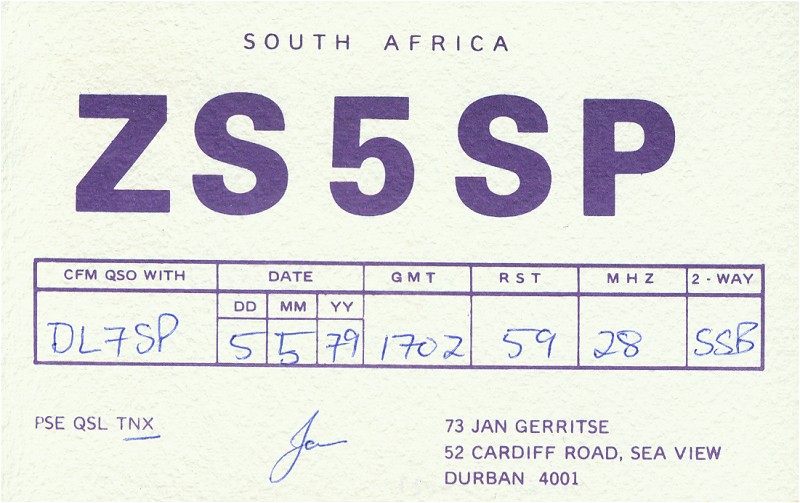 SOUTH AFRICA
ZS5SP
CFM QSO WITH DATE GMT RST MHZ 2-WAY
DD MM YY
DL7SP 5 5 79 1702 59 28 SSB
PSE QSL TNX
Jan
73 JAN GERRITSE
52 CARDIFF ROAD, SEA VIEW
DURBAN 4001